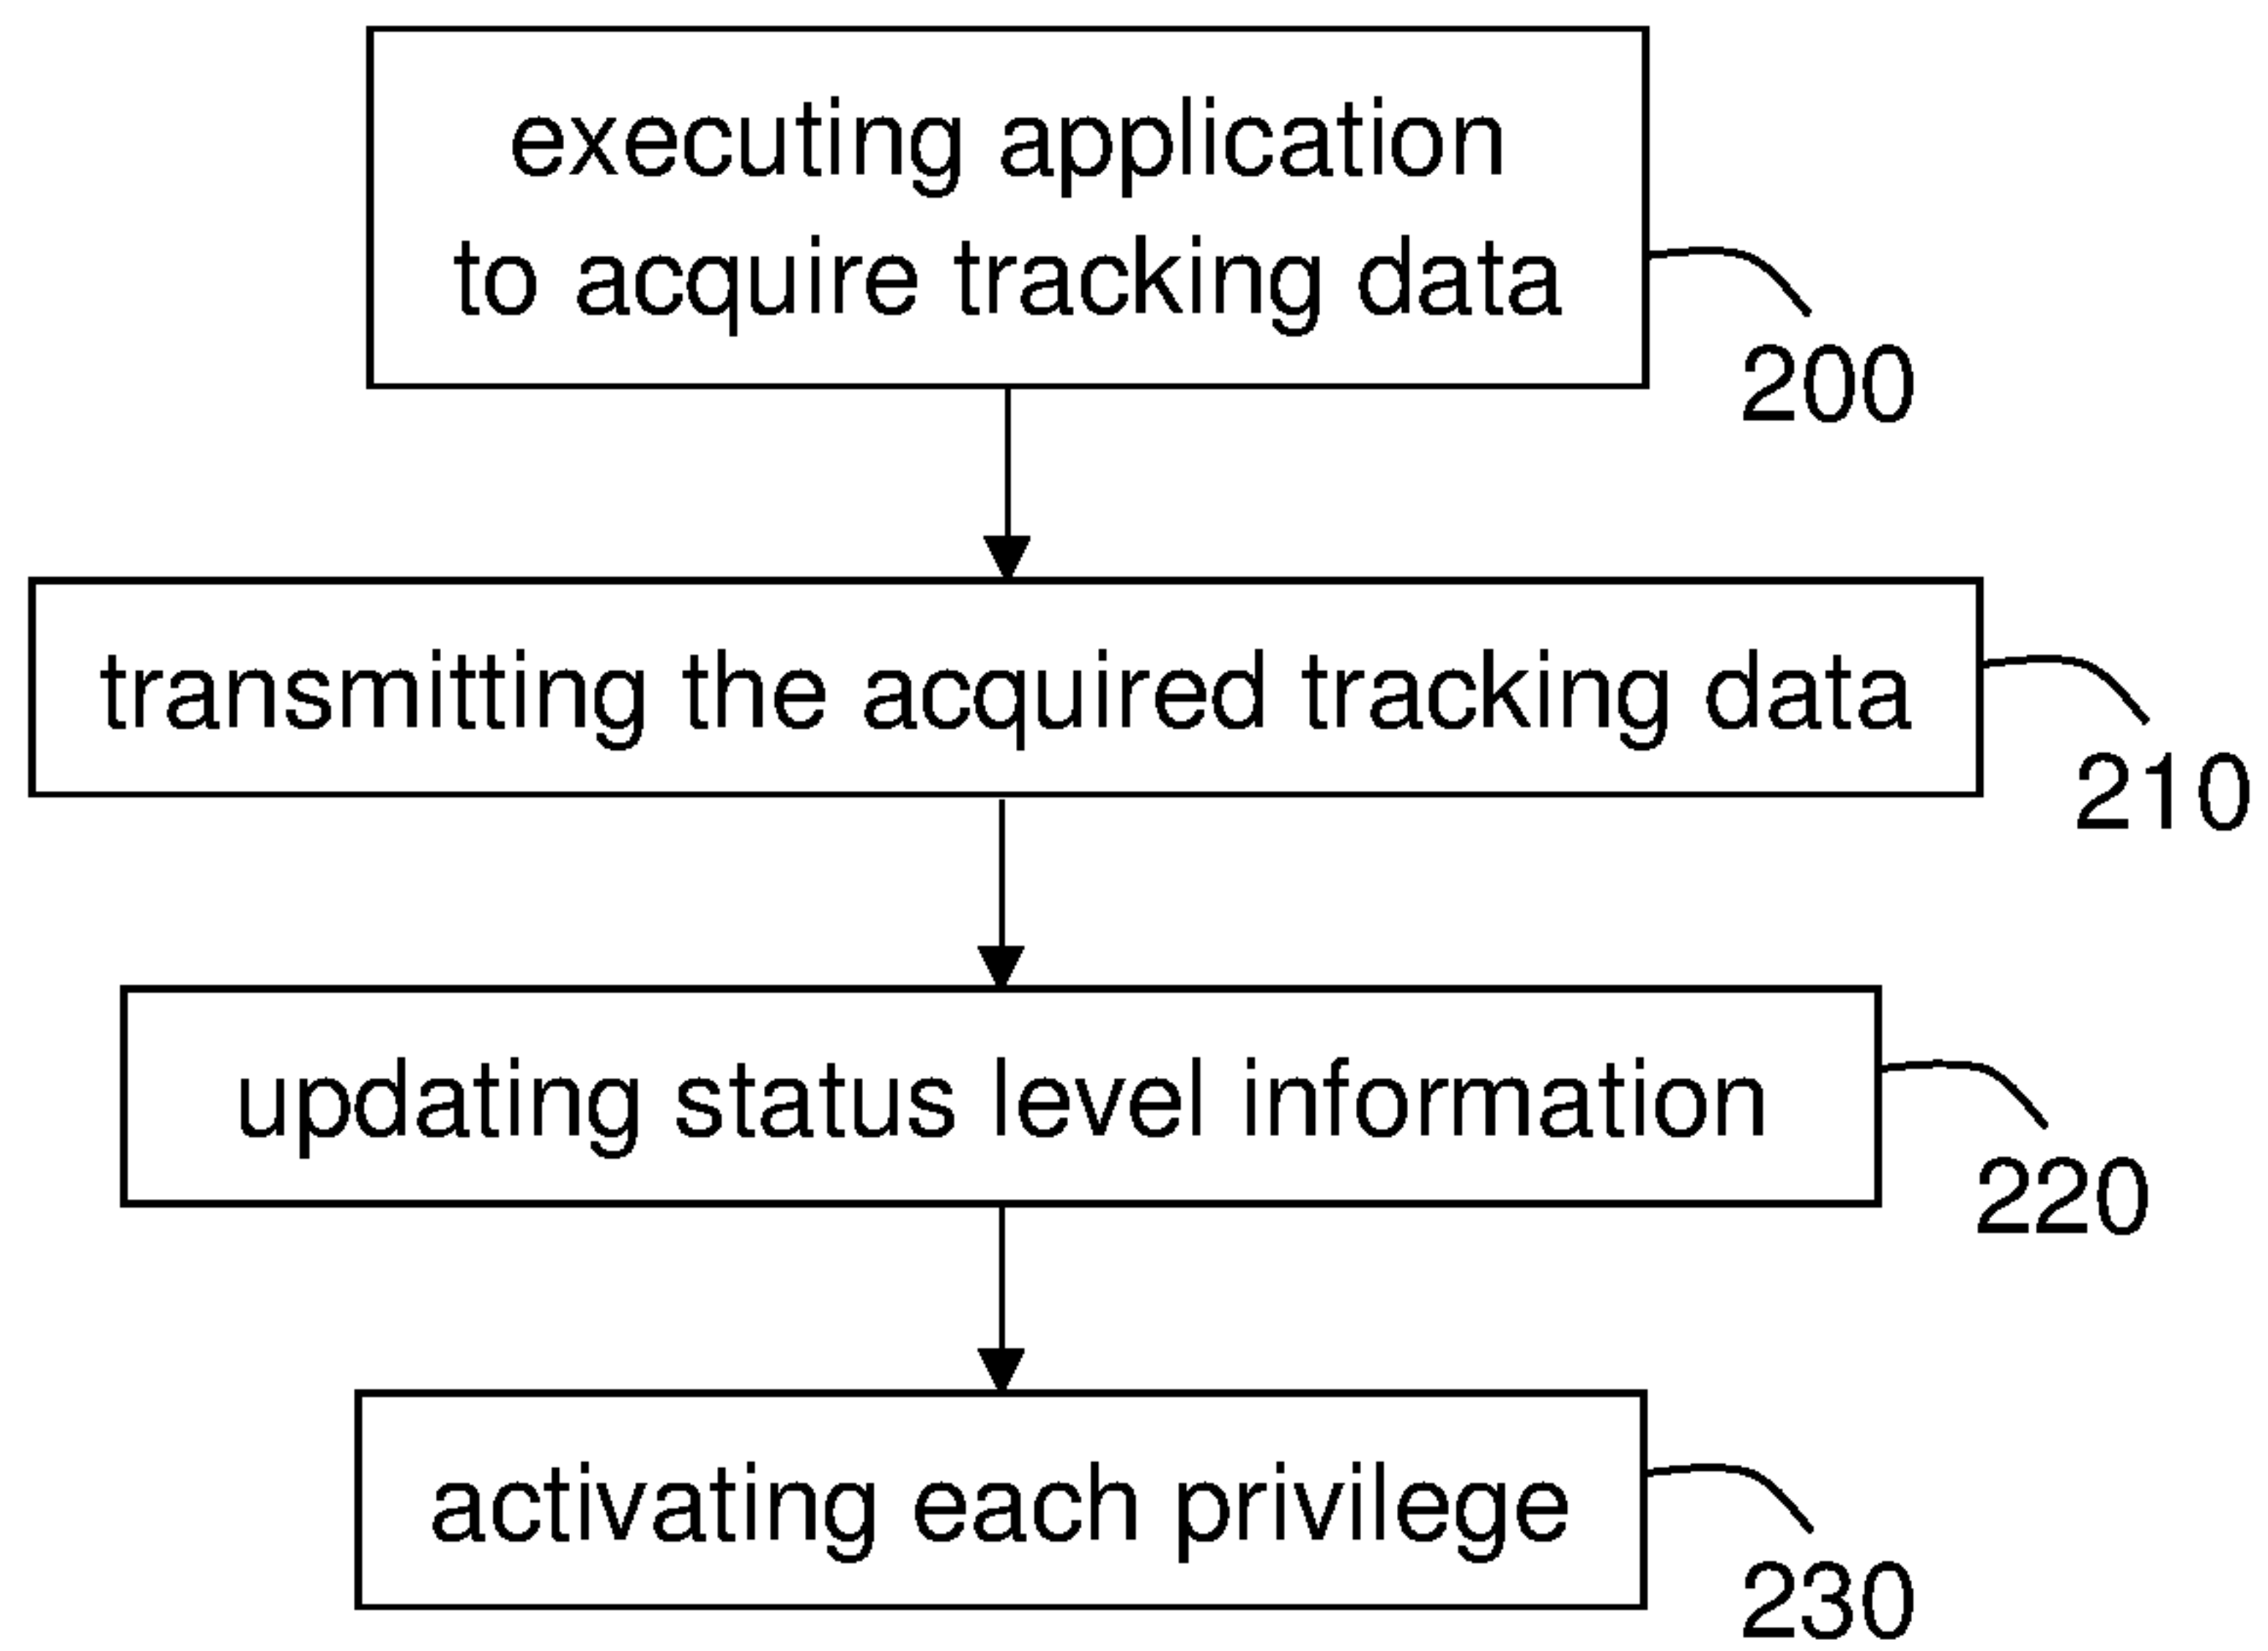 executing application
to acquire tracking data
200
transmitting the acquired tracking data
210
updating status level information
220
activating each privilege
230